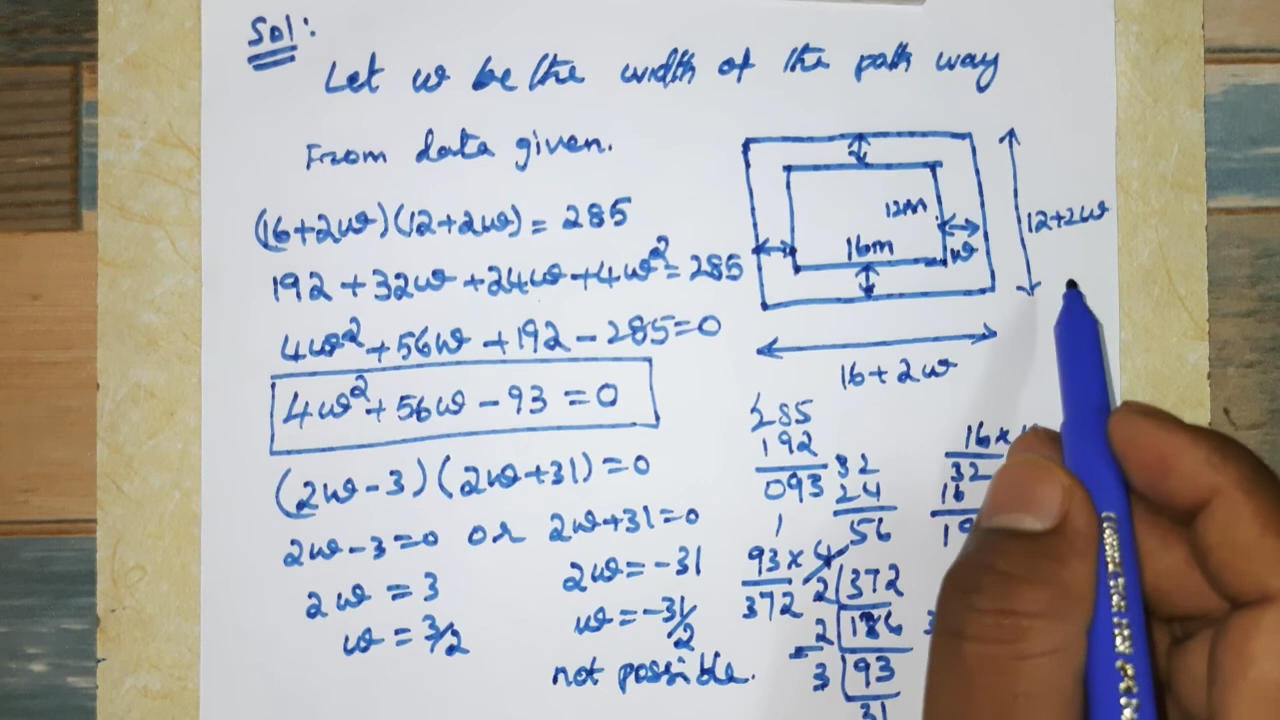 Sol:
Let w be the width of the path way
From data given.
(16+2w)(12+2w) = 285
192 + 32w + 24w + 4w² = 285
4w² + 56w + 192 - 285 = 0
4w² + 56w - 93 = 0
(2w - 3)(2w + 31) = 0
2w - 3 = 0 or 2w + 31 = 0
2w = 3
w = 3/2
2w = -31
w = -31/2
not possible.
12m
16m
w
12+2w
16+2w
285
192
093
32
24
56
16×
32
16
93×4
372
2 372
2 186
3 93
31